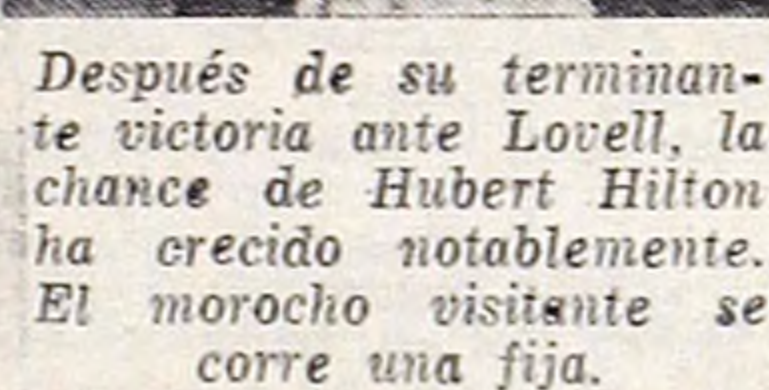 Después de su terminan-
te victoria ante Lovell, la
chance de Hubert Hilton
ha crecido notablemente.
El morocho visitante se
corre una fija.